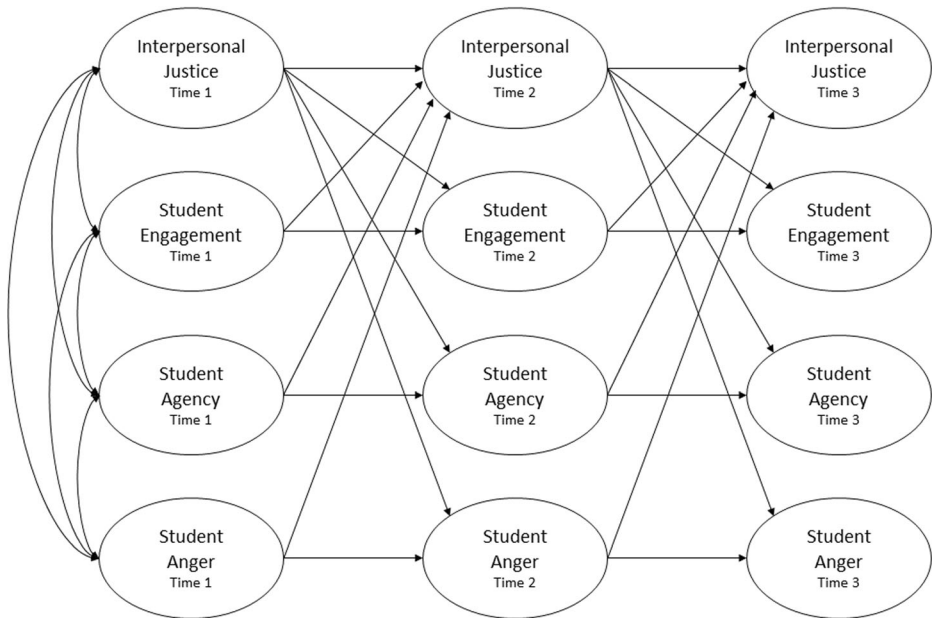 Interpersonal
Justice
Time 1
Interpersonal
Justice
Time 2
Interpersonal
Justice
Time 3
Student
Engagement
Time 1
Student
Engagement
Time 2
Student
Engagement
Time 3
Student
Agency
Time 1
Student
Agency
Time 2
Student
Agency
Time 3
Student
Anger
Time 1
Student
Anger
Time 2
Student
Anger
Time 3